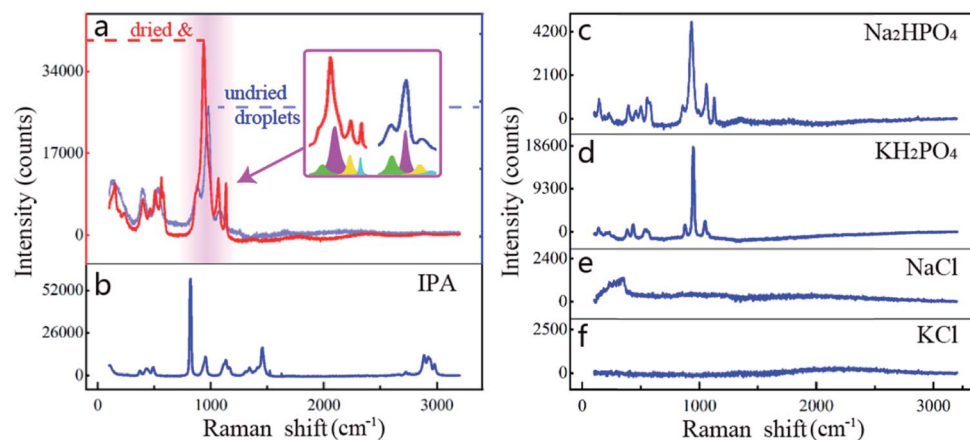 a
dried &
undried
droplets
34000
17000
0
Intensity (counts)
b
IPA
52000
26000
0
0
1000
2000
3000
Raman shift (cm⁻¹)
c
Na₂HPO₄
4200
2100
0
d
KH₂PO₄
18600
9300
0
Intensity (counts)
e
NaCl
2400
0
f
KCl
2500
0
0
1000
2000
3000
Raman shift (cm⁻¹)